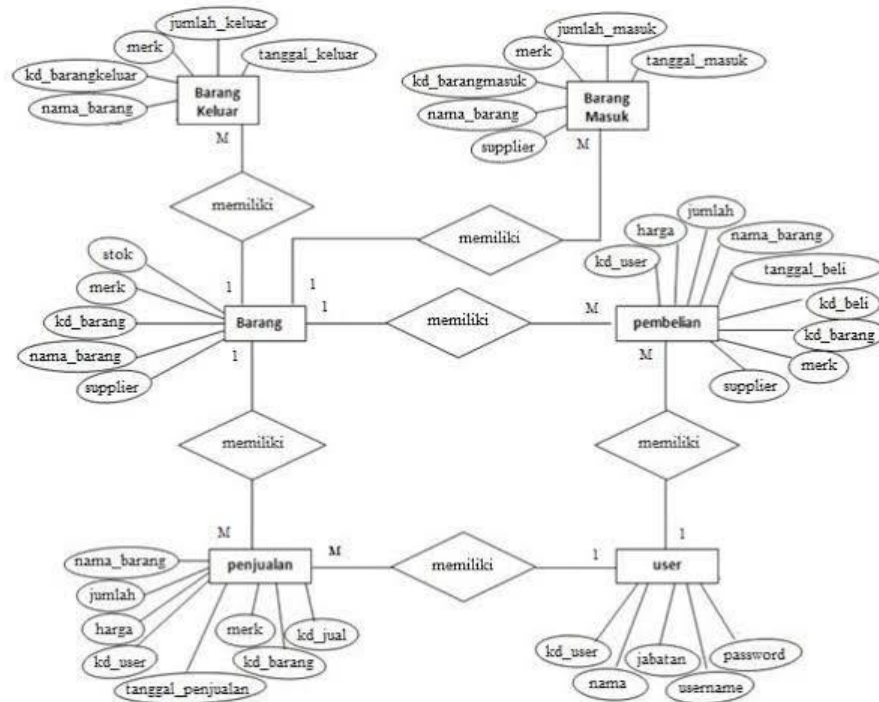 jumlah_keluar
merk
tanggal_keluar
kd_barangkeluar
nama_barang
Barang
Keluar
M
jumlah_masuk
merk
tanggal_masuk
kd_barangmasuk
nama_barang
supplier
Barang
Masuk
M
memiliki
memiliki
stok
merk
kd_barang
nama_barang
supplier
1
1
1
Barang
1
memiliki
M
jumlah
harga
nama_barang
kd_user
tanggal_beli
kd_beli
kd_barang
merk
supplier
pembelian
M
memiliki
memiliki
M
M
1
1
nama_barang
jumlah
harga
kd_user
tanggal_penjualan
merk
kd_barang
kd_jual
penjualan
memiliki
user
kd_user
nama
jabatan
username
password